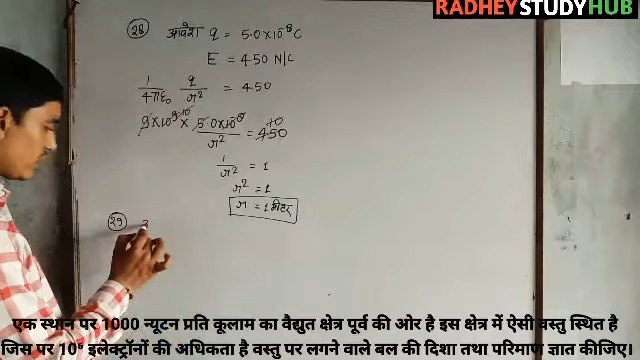 RADHEYSTUDYHUB
(28) आवेश q = 5.0×10⁻⁸ C
E = 450 N/C
1/4πε₀ q/r² = 450
9×10⁹ × 5.0×10⁻⁸/r² = 450
1/r² = 1
r² = 1
r = 1 मीटर
(29)
एक स्थान पर 1000 न्यूटन प्रति कूलाम का वैद्युत क्षेत्र पूर्व की ओर है इस क्षेत्र में ऐसी वस्तु स्थित है
जिस पर 10⁶ इलेक्ट्रॉनों की अधिकता है वस्तु पर लगने वाले बल की दिशा तथा परिमाण ज्ञात कीजिए।